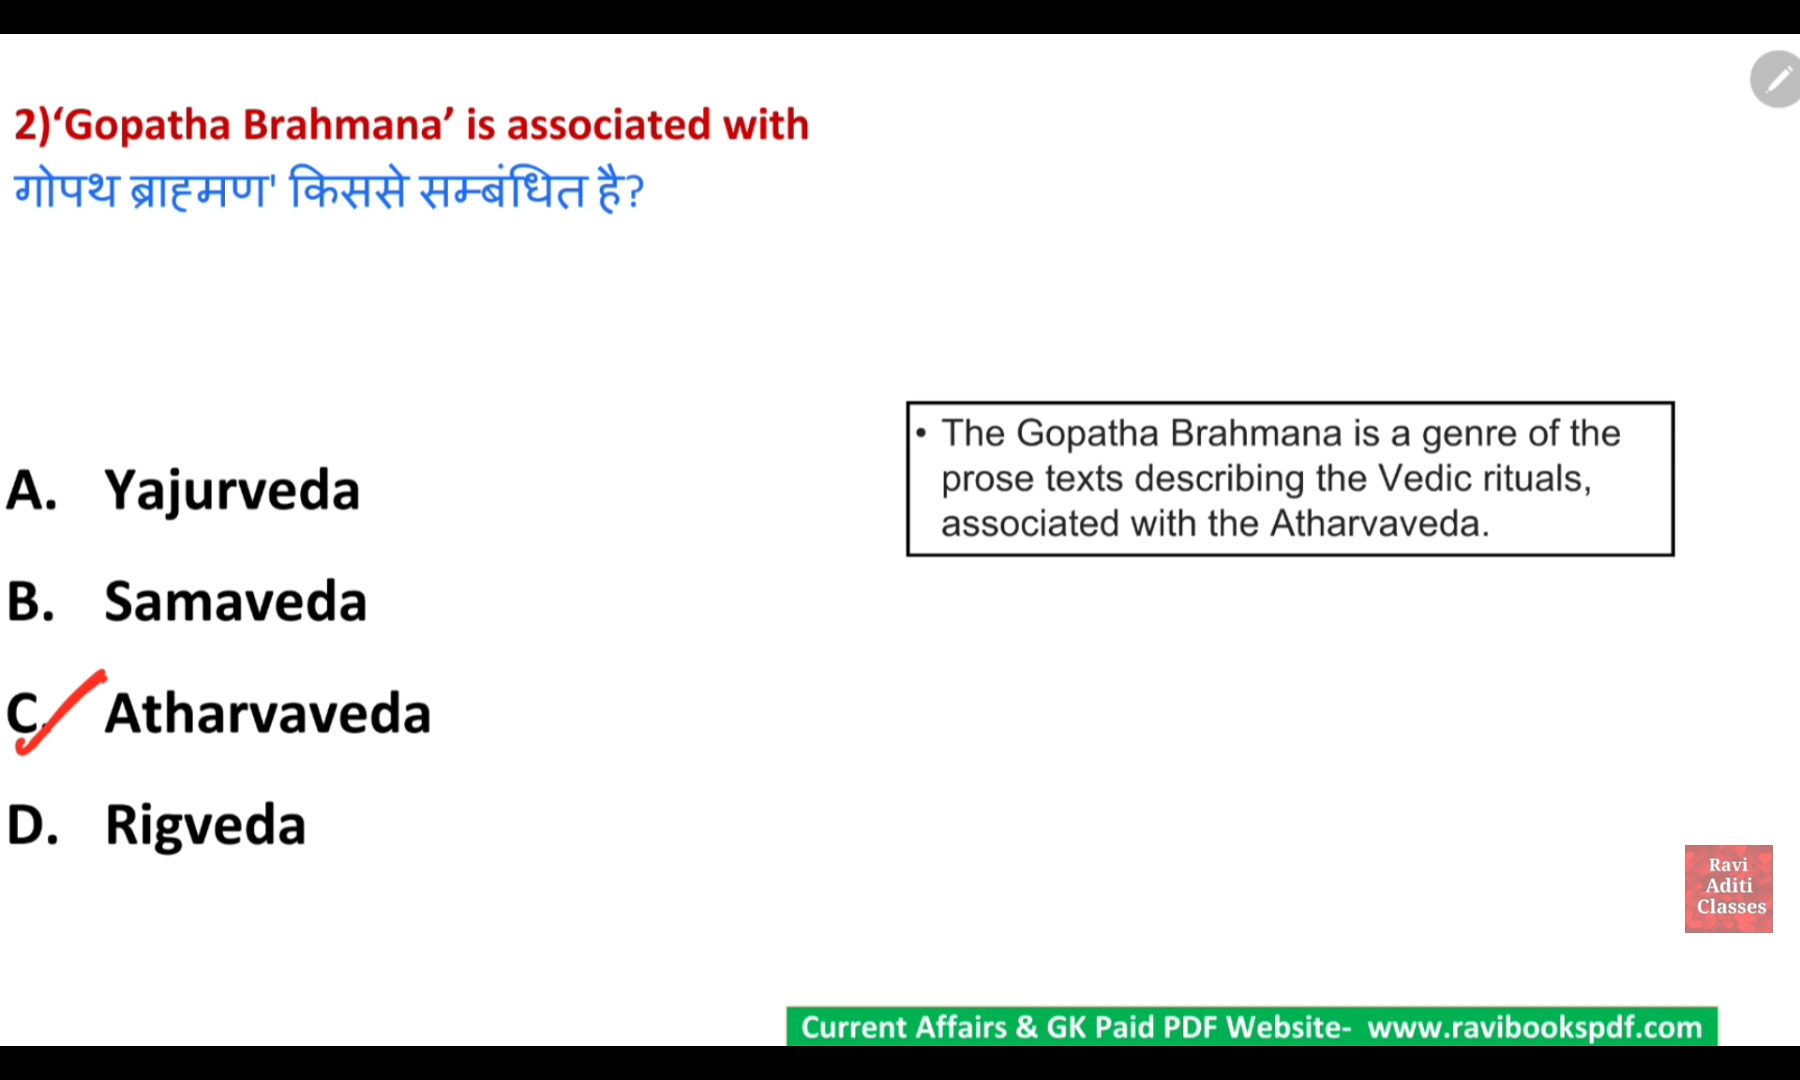 2)‘Gopatha Brahmana’ is associated with
गोपथ ब्राह्मण' किससे सम्बंधित है?
• The Gopatha Brahmana is a genre of the
prose texts describing the Vedic rituals,
associated with the Atharvaveda.
A. Yajurveda
B. Samaveda
C. Atharvaveda
D. Rigveda
Ravi
Aditi
Classes
Current Affairs & GK Paid PDF Website- www.ravibookspdf.com